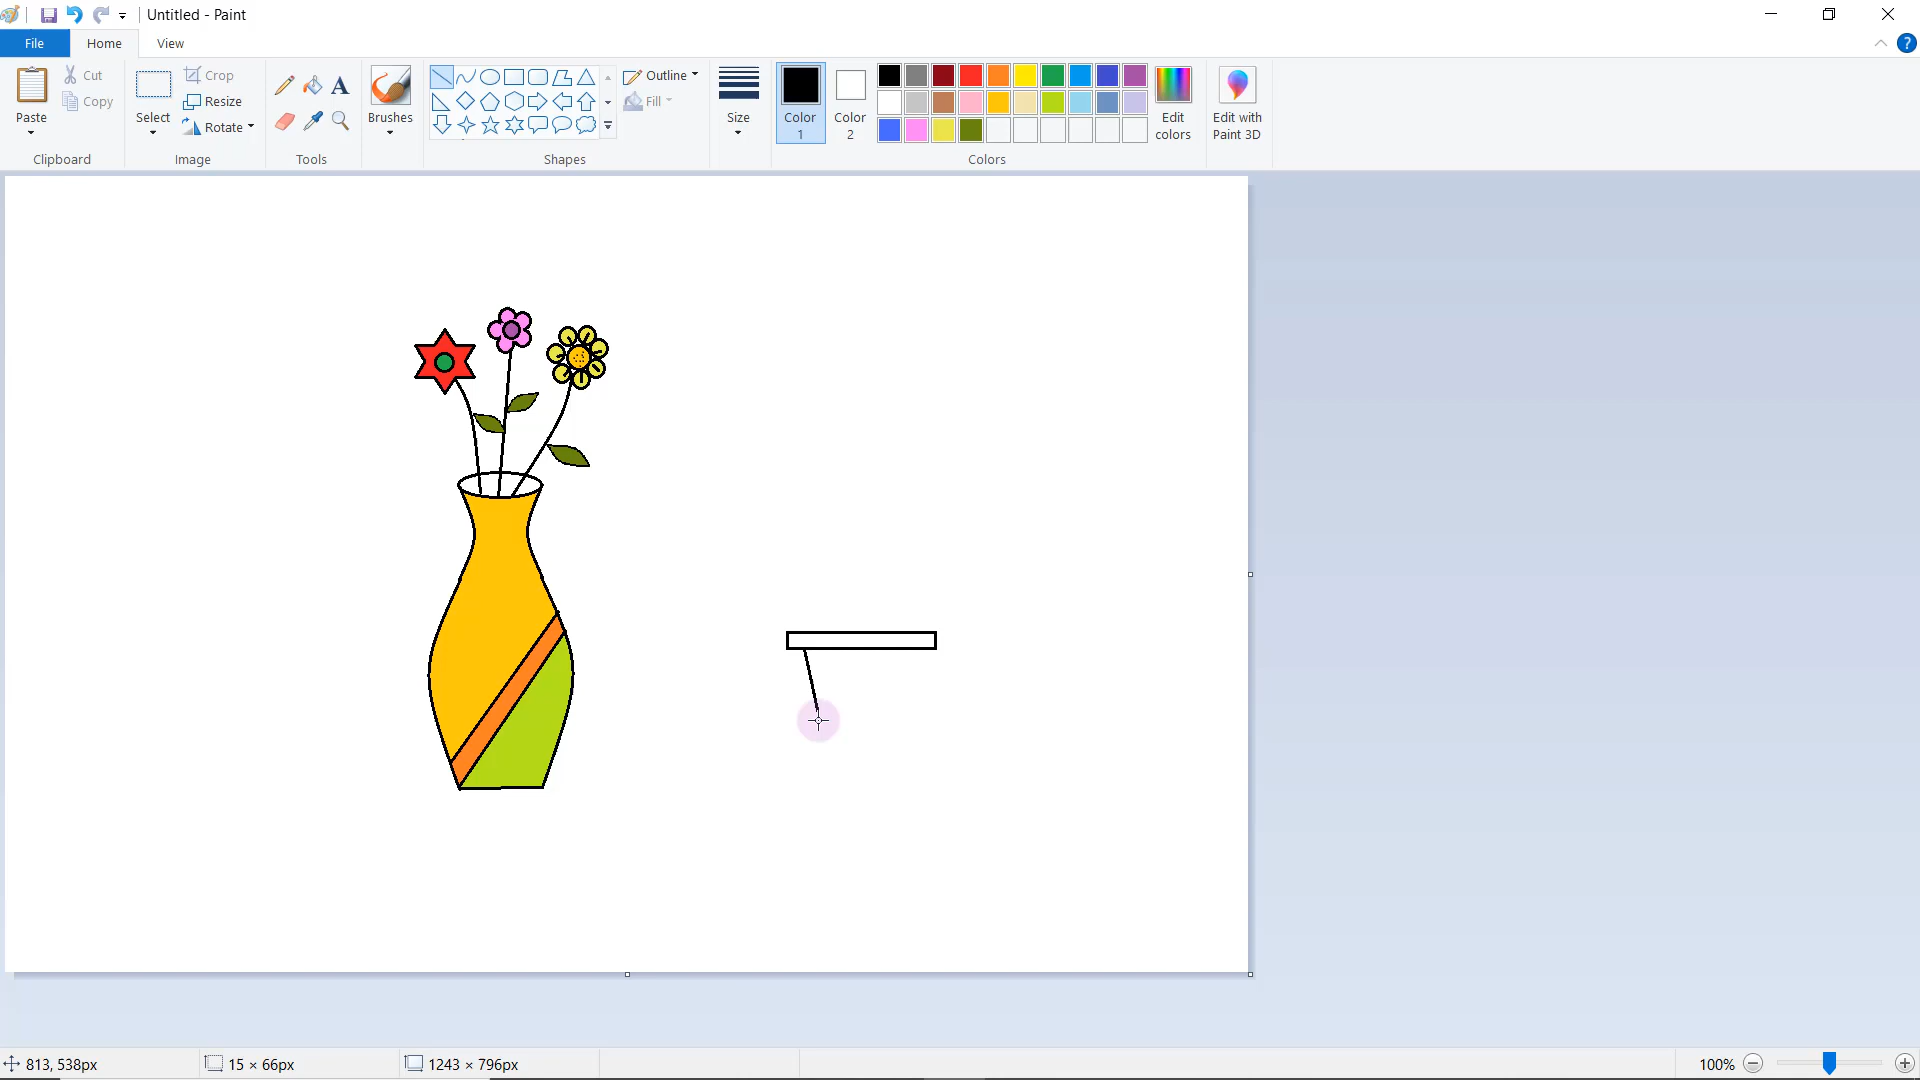 Untitled - Paint
File Home View
Paste Cut Copy
Clipboard
Select Crop Resize Rotate
Image
A
Tools
Brushes
Outline Fill
Shapes
Size
Color 1
Color 2
Edit colors
Colors
Edit with Paint 3D
?
813, 538px
15 × 66px
1243 × 796px
100%